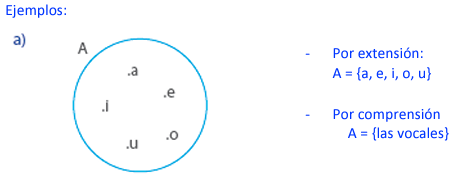 Ejemplos:
a)
A
.a
.e
.i
.o
.u
- Por extensión:
A = {a, e, i, o, u}
- Por comprensión
A = {las vocales}